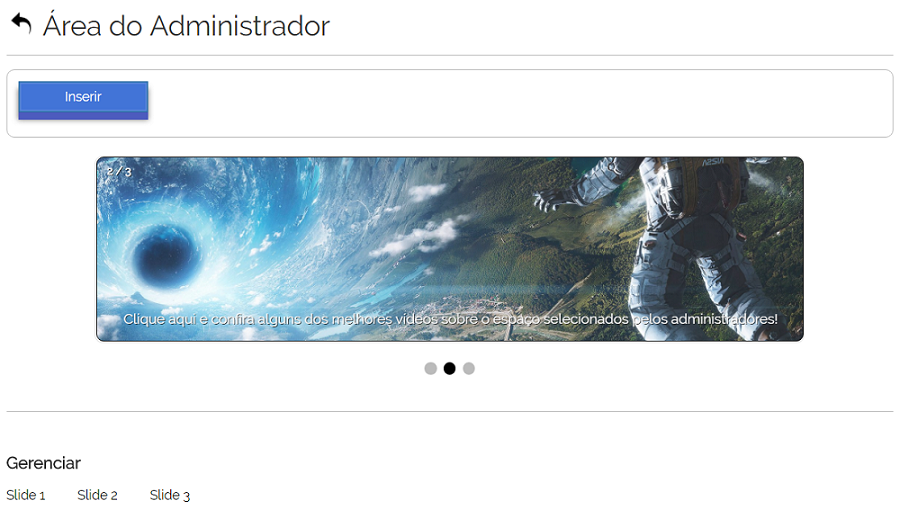 Área do Administrador
Inserir
2 / 3
Clique aqui e confira alguns dos melhores vídeos sobre o espaço selecionados pelos administradores!
Gerenciar
Slide 1 Slide 2 Slide 3